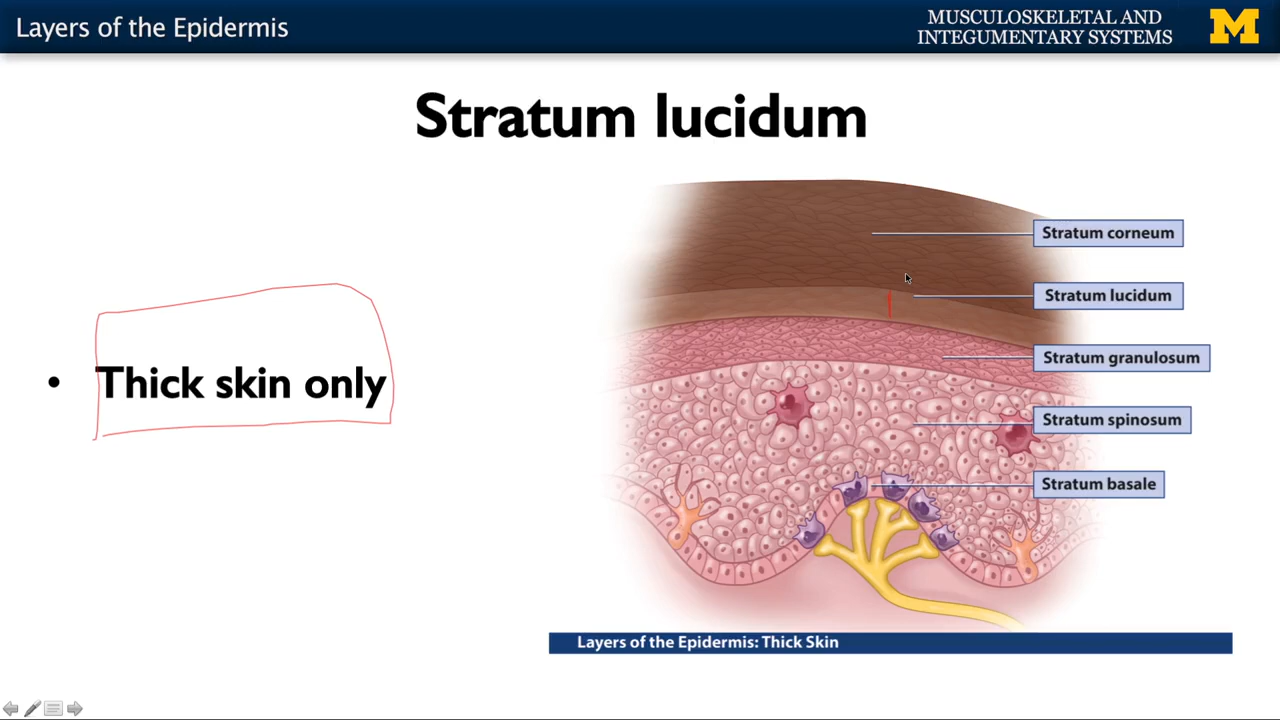 Layers of the Epidermis
MUSCULOSKELETAL AND
INTEGUMENTARY SYSTEMS
M
Stratum lucidum
• Thick skin only
Stratum corneum
Stratum lucidum
Stratum granulosum
Stratum spinosum
Stratum basale
Layers of the Epidermis: Thick Skin